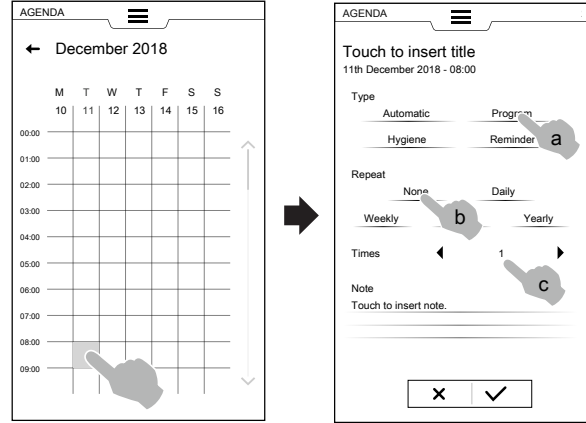 AGENDA
December 2018
M T W T F S S
10 11 12 13 14 15 16
00:00
01:00
02:00
03:00
04:00
05:00
06:00
07:00
08:00
09:00
AGENDA
Touch to insert title
11th December 2018 - 08:00
Type
Automatic Program
Hygiene Reminder
a
Repeat
None Daily
b
Weekly Yearly
Times 1
c
Note
Touch to insert note.